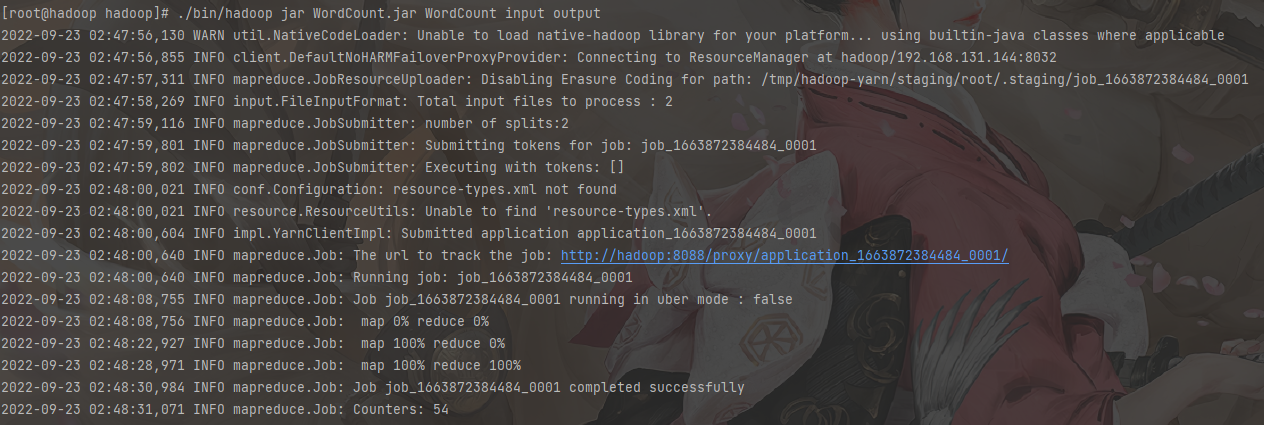 [root@hadoop hadoop]# ./bin/hadoop jar WordCount.jar WordCount input output
2022-09-23 02:47:56,130 WARN util.NativeCodeLoader: Unable to load native-hadoop library for your platform... using builtin-java classes where applicable
2022-09-23 02:47:56,855 INFO client.DefaultNoHARMFailoverProxyProvider: Connecting to ResourceManager at hadoop/192.168.131.144:8032
2022-09-23 02:47:57,311 INFO mapreduce.JobResourceUploader: Disabling Erasure Coding for path: /tmp/hadoop-yarn/staging/root/.staging/job_1663872384484_0001
2022-09-23 02:47:58,269 INFO input.FileInputFormat: Total input files to process : 2
2022-09-23 02:47:59,116 INFO mapreduce.JobSubmitter: number of splits:2
2022-09-23 02:47:59,801 INFO mapreduce.JobSubmitter: Submitting tokens for job: job_1663872384484_0001
2022-09-23 02:47:59,802 INFO mapreduce.JobSubmitter: Executing with tokens: []
2022-09-23 02:48:00,021 INFO conf.Configuration: resource-types.xml not found
2022-09-23 02:48:00,021 INFO resource.ResourceUtils: Unable to find 'resource-types.xml'.
2022-09-23 02:48:00,604 INFO impl.YarnClientImpl: Submitted application application_1663872384484_0001
2022-09-23 02:48:00,640 INFO mapreduce.Job: The url to track the job: http://hadoop:8088/proxy/application_1663872384484_0001/
2022-09-23 02:48:00,640 INFO mapreduce.Job: Running job: job_1663872384484_0001
2022-09-23 02:48:08,755 INFO mapreduce.Job: Job job_1663872384484_0001 running in uber mode : false
2022-09-23 02:48:08,756 INFO mapreduce.Job:  map 0% reduce 0%
2022-09-23 02:48:22,927 INFO mapreduce.Job:  map 100% reduce 0%
2022-09-23 02:48:28,971 INFO mapreduce.Job:  map 100% reduce 100%
2022-09-23 02:48:30,984 INFO mapreduce.Job: Job job_1663872384484_0001 completed successfully
2022-09-23 02:48:31,071 INFO mapreduce.Job: Counters: 54